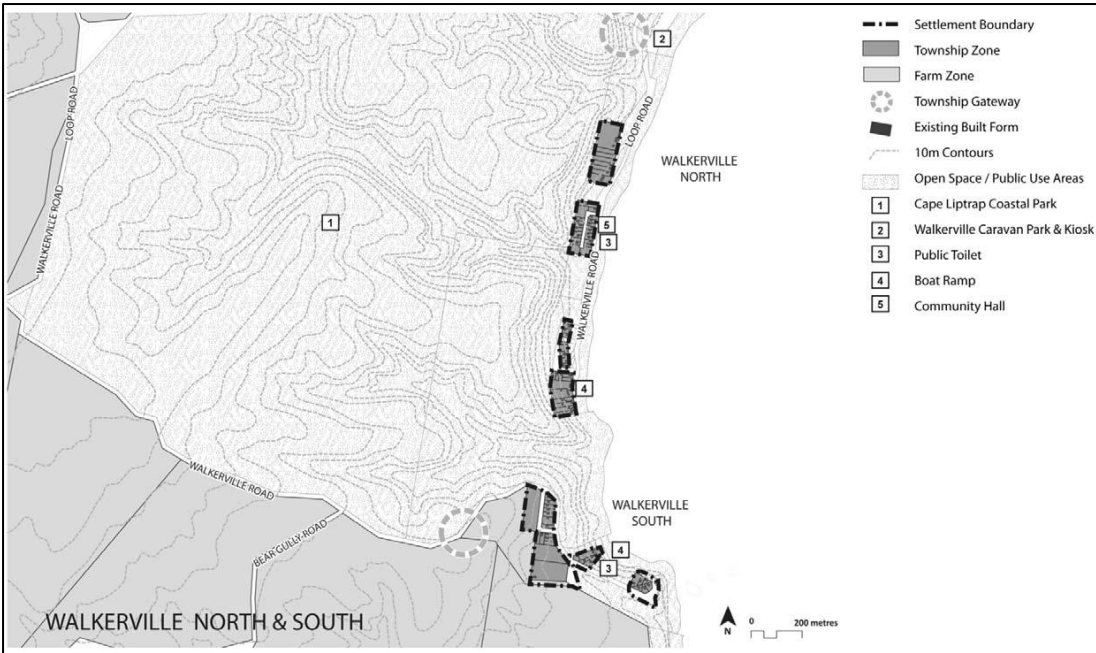 2
LOOP ROAD
LOOP ROAD
WALKERVILLE
NORTH
WALKERVILLE ROAD
1
5
3
WALKERVILLE ROAD
4
WALKERVILLE ROAD
WALKERVILLE
SOUTH
BEAR GULLY ROAD
4
3
WALKERVILLE NORTH & SOUTH
N
0 200 metres
Settlement Boundary
Township Zone
Farm Zone
Township Gateway
Existing Built Form
10m Contours
Open Space / Public Use Areas
1 Cape Liptrap Coastal Park
2 Walkerville Caravan Park & Kiosk
3 Public Toilet
4 Boat Ramp
5 Community Hall